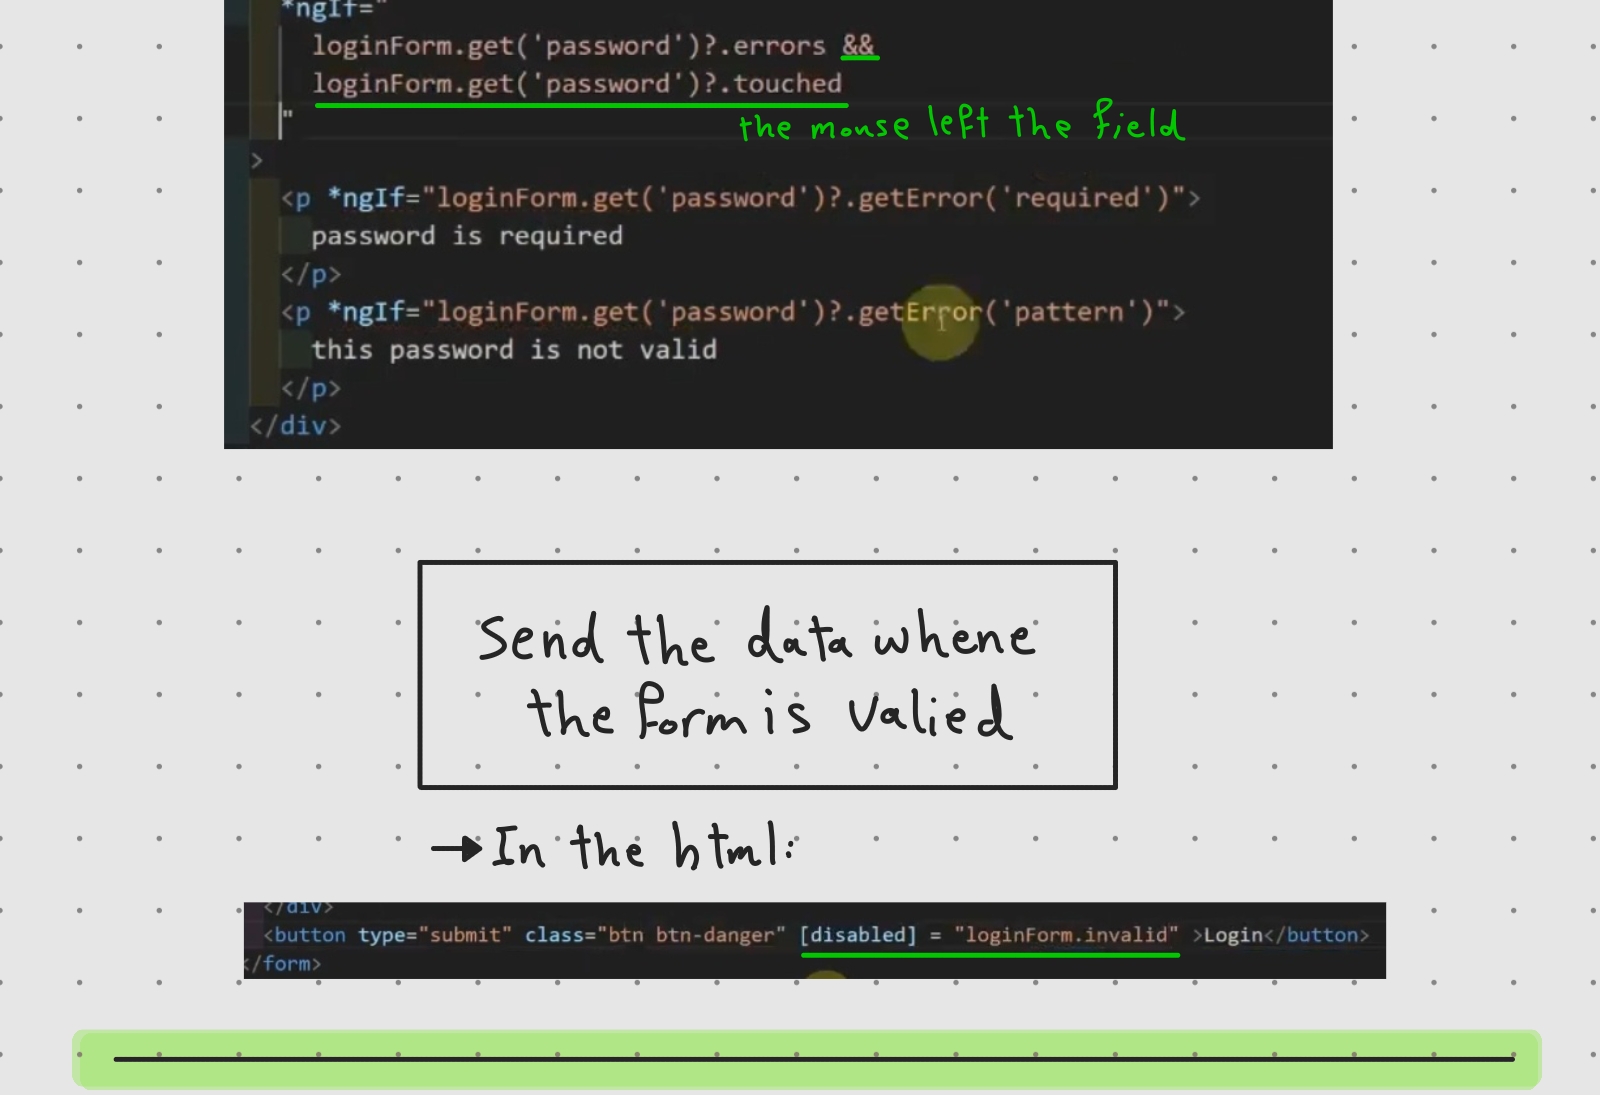 *ngIf="
loginForm.get('password')?.errors &&
loginForm.get('password')?.touched
"
the mouse left the field
>
<p *ngIf="loginForm.get('password')?.getError('required')">
password is required
</p>
<p *ngIf="loginForm.get('password')?.getError('pattern')">
this password is not valid
</p>
</div>
Send the data whene
the form is valied
→ In the html:
</div>
<button type="submit" class="btn btn-danger" [disabled] = "loginForm.invalid" >Login</button>
</form>